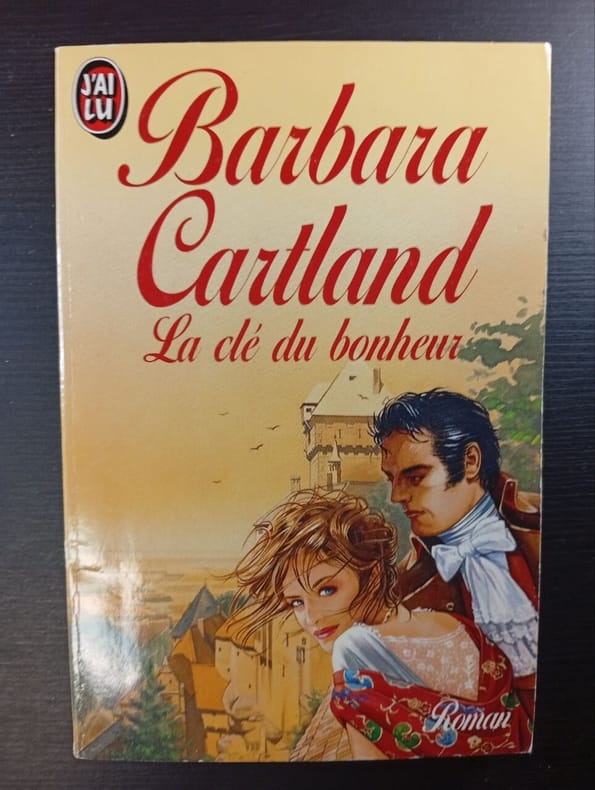 J'AI
LU
Barbara
Cartland
La clé du bonheur
Roman